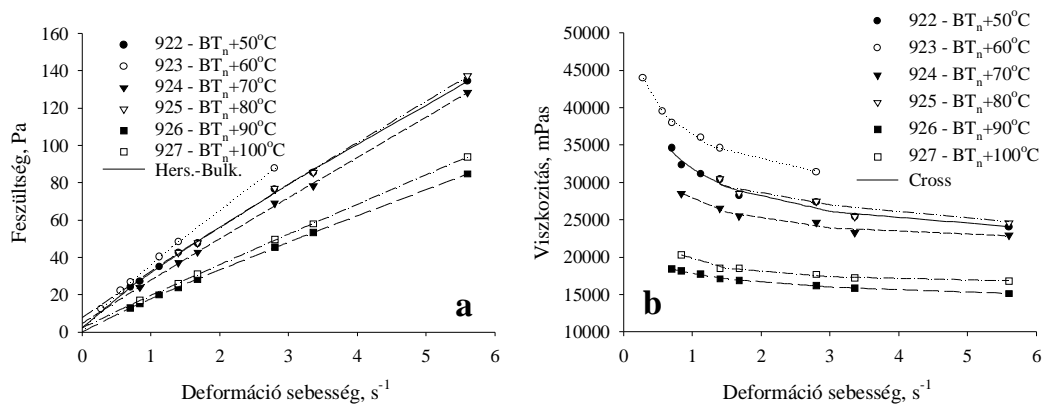 160
140
120
100
80
60
40
20
0
Feszültség, Pa
922 - BTn+50°C
923 - BTn+60°C
924 - BTn+70°C
925 - BTn+80°C
926 - BTn+90°C
927 - BTn+100°C
Hers.-Bulk.
a
0 1 2 3 4 5 6
Deformáció sebesség, s-1
50000
45000
40000
35000
30000
25000
20000
15000
10000
Viszkozitás, mPas
922 - BTn+50°C
923 - BTn+60°C
924 - BTn+70°C
925 - BTn+80°C
926 - BTn+90°C
927 - BTn+100°C
Cross
b
0 1 2 3 4 5 6
Deformáció sebesség, s-1